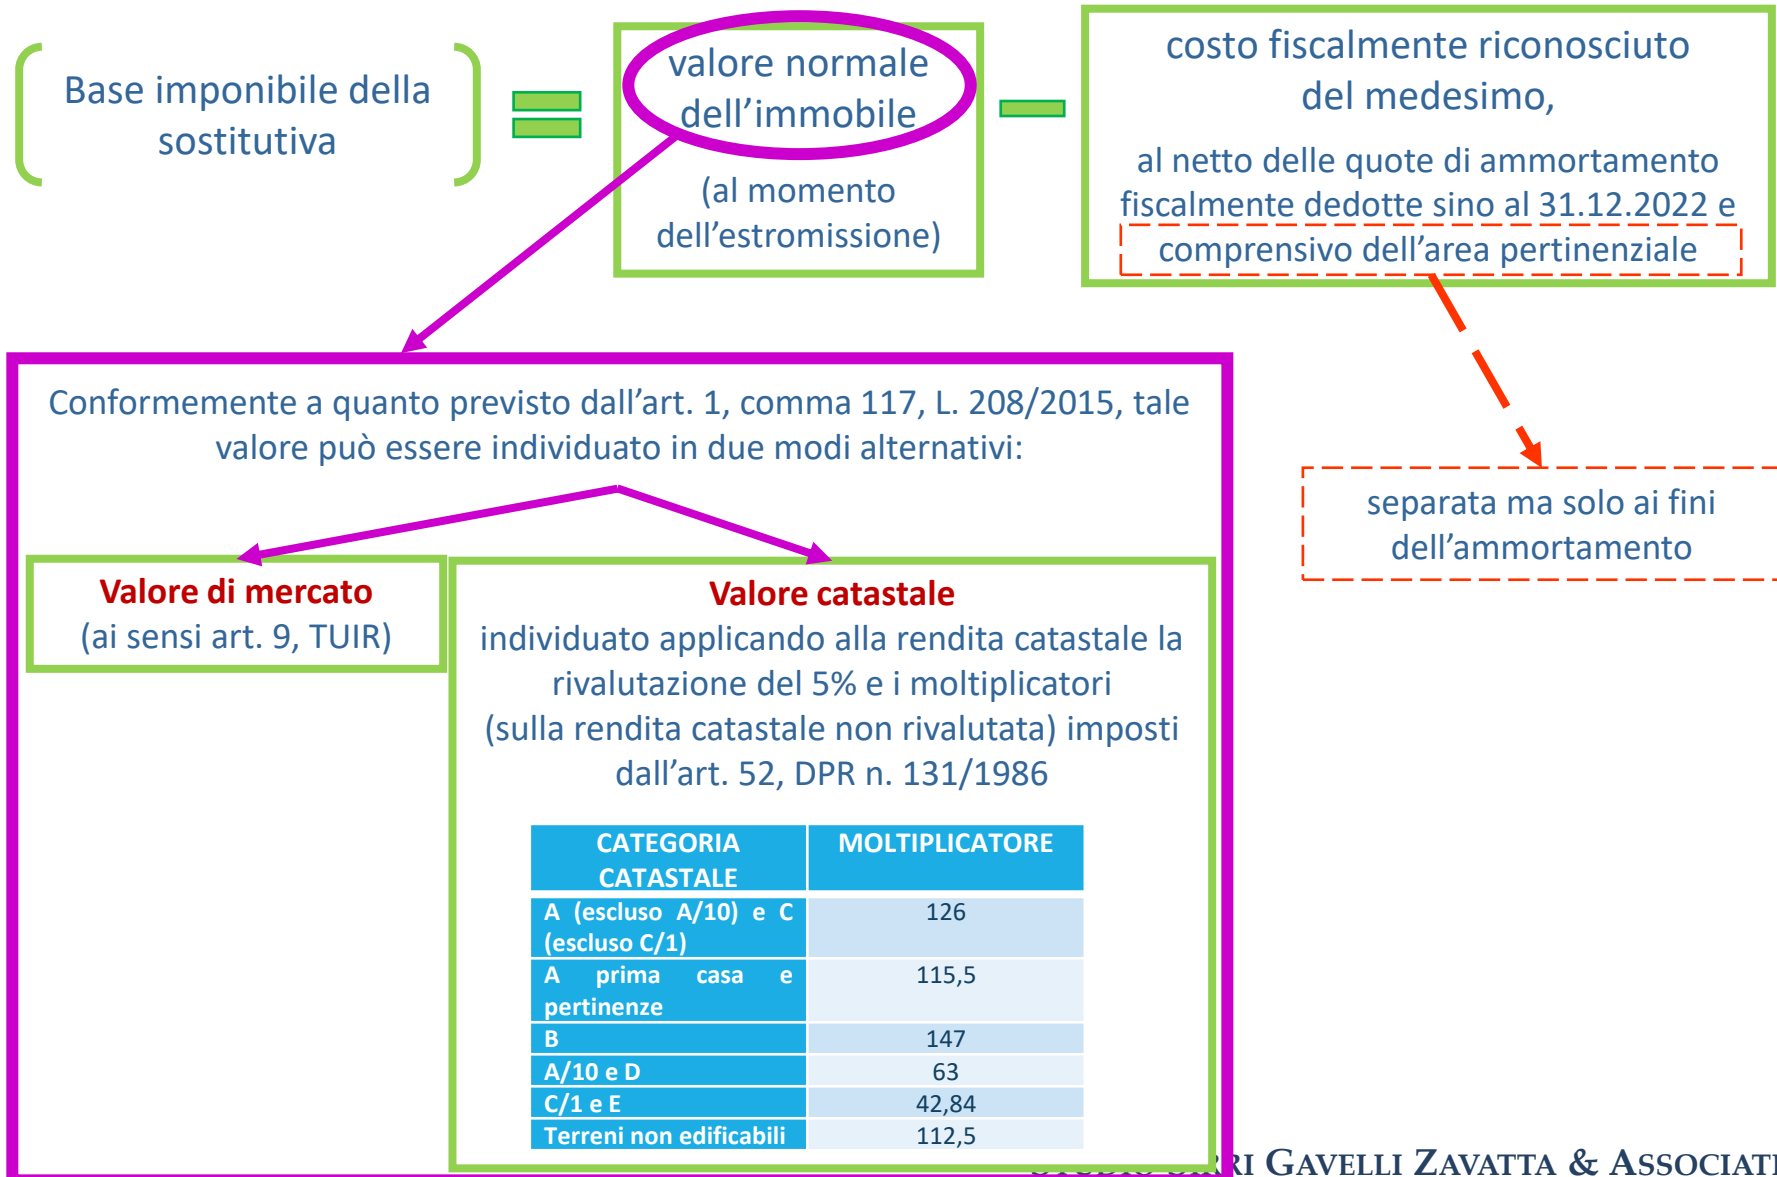 Base imponibile della
sostitutiva
valore normale
dell'immobile
(al momento
dell'estromissione)
costo fiscalmente riconosciuto
del medesimo,
al netto delle quote di ammortamento
fiscalmente dedotte sino al 31.12.2022 e
comprensivo dell'area pertinenziale
separata ma solo ai fini
dell'ammortamento
Conformemente a quanto previsto dall'art. 1, comma 117, L. 208/2015, tale
valore può essere individuato in due modi alternativi:
Valore di mercato
(ai sensi art. 9, TUIR)
Valore catastale
individuato applicando alla rendita catastale la
rivalutazione del 5% e i moltiplicatori
(sulla rendita catastale non rivalutata) imposti
dall'art. 52, DPR n. 131/1986
CATEGORIA CATASTALE MOLTIPLICATORE
A (escluso A/10) e C (escluso C/1) 126
A prima casa e pertinenze 115,5
B 147
A/10 e D 63
C/1 e E 42,84
Terreni non edificabili 112,5
GAVELLI ZAVATTA & ASSOCIATI